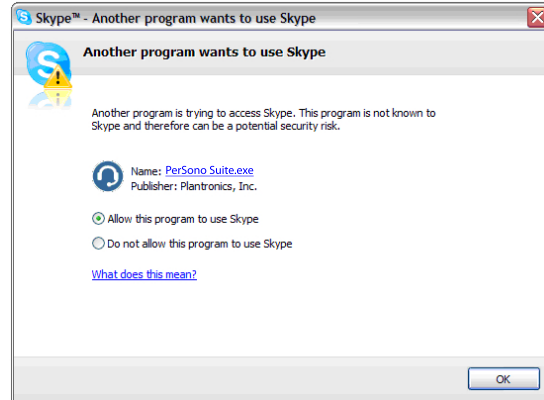 Skype™ - Another program wants to use Skype
Another program wants to use Skype
Another program is trying to access Skype. This program is not known to
Skype and therefore can be a potential security risk.
Name: PerSono Suite.exe
Publisher: Plantronics, Inc.
Allow this program to use Skype
Do not allow this program to use Skype
What does this mean?
OK